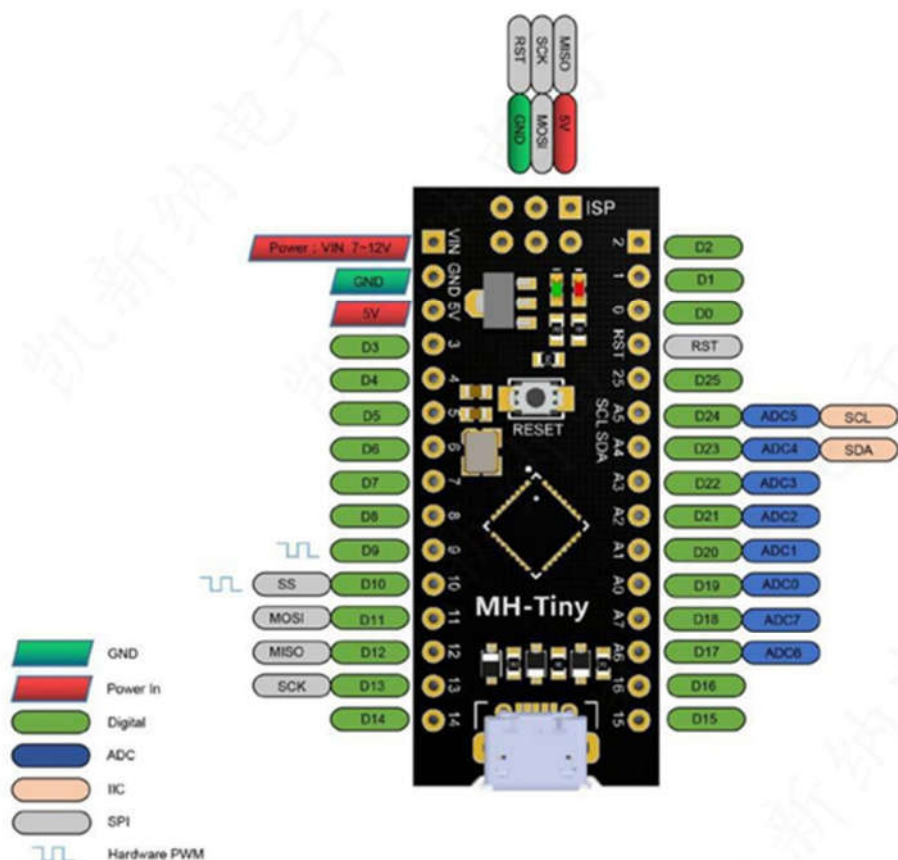 RST SCK MISO
GND MOSI 5V
ISP
Power : VIN 7~12V VIN 2 D2
GND GND 1 D1
5V 5V 0 D0
D3 3 RST RST
D4 4 25 D25
D5 5 RESET SCL A5 D24 ADC5 SCL
D6 6 SDA A4 D23 ADC4 SDA
D7 7 A3 D22 ADC3
D8 8 A2 D21 ADC2
D9 9 A1 D20 ADC1
SS D10 10 A0 D19 ADC0
MH-Tiny
MOSI D11 11 A7 D18 ADC7
MISO D12 12 A6 D17 ADC6
SCK D13 13 16 D16
D14 14 15 D15
GND
Power In
Digital
ADC
IIC
SPI
Hardware PWM
凯新纳电子